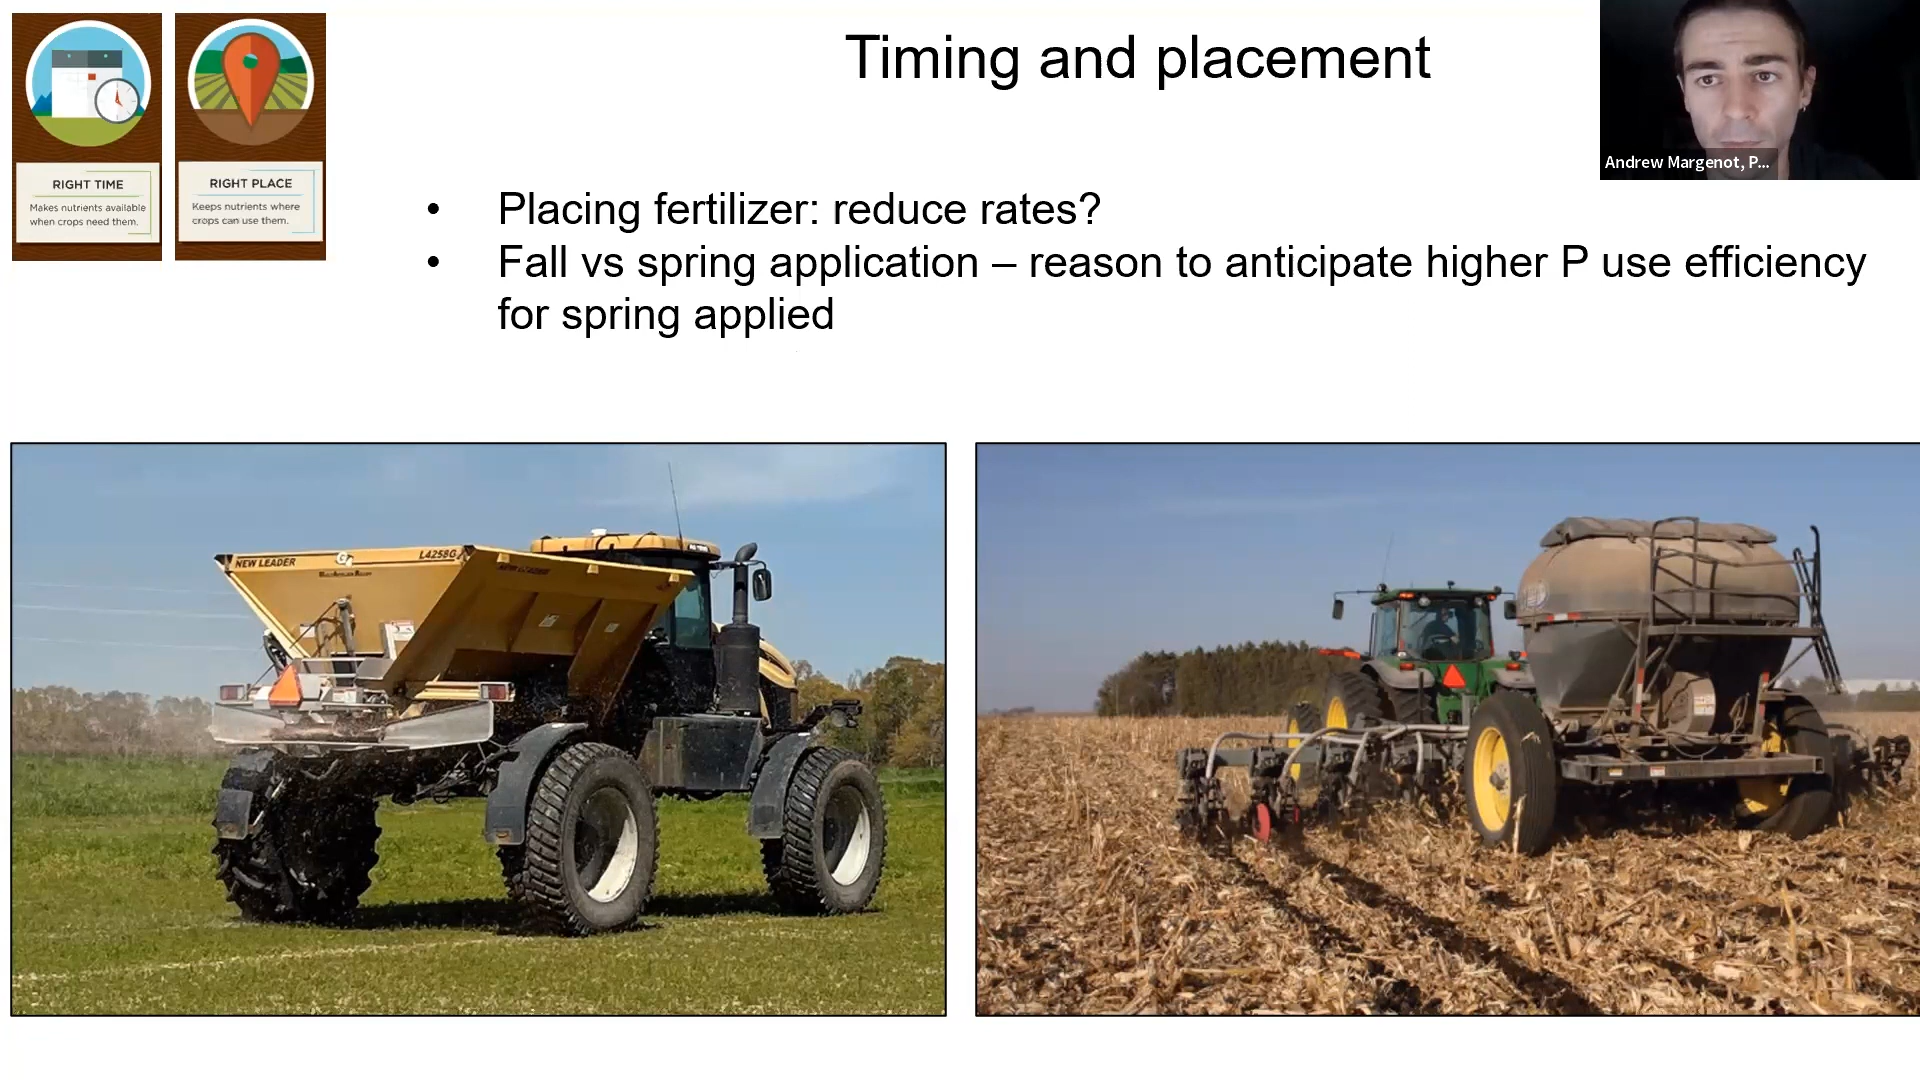 Timing and placement
Andrew Margenot, P...
RIGHT TIME
Makes nutrients available
when crops need them.
RIGHT PLACE
Keeps nutrients where
crops can use them.
• Placing fertilizer: reduce rates?
• Fall vs spring application – reason to anticipate higher P use efficiency
for spring applied
NEW LEADER
L4258G